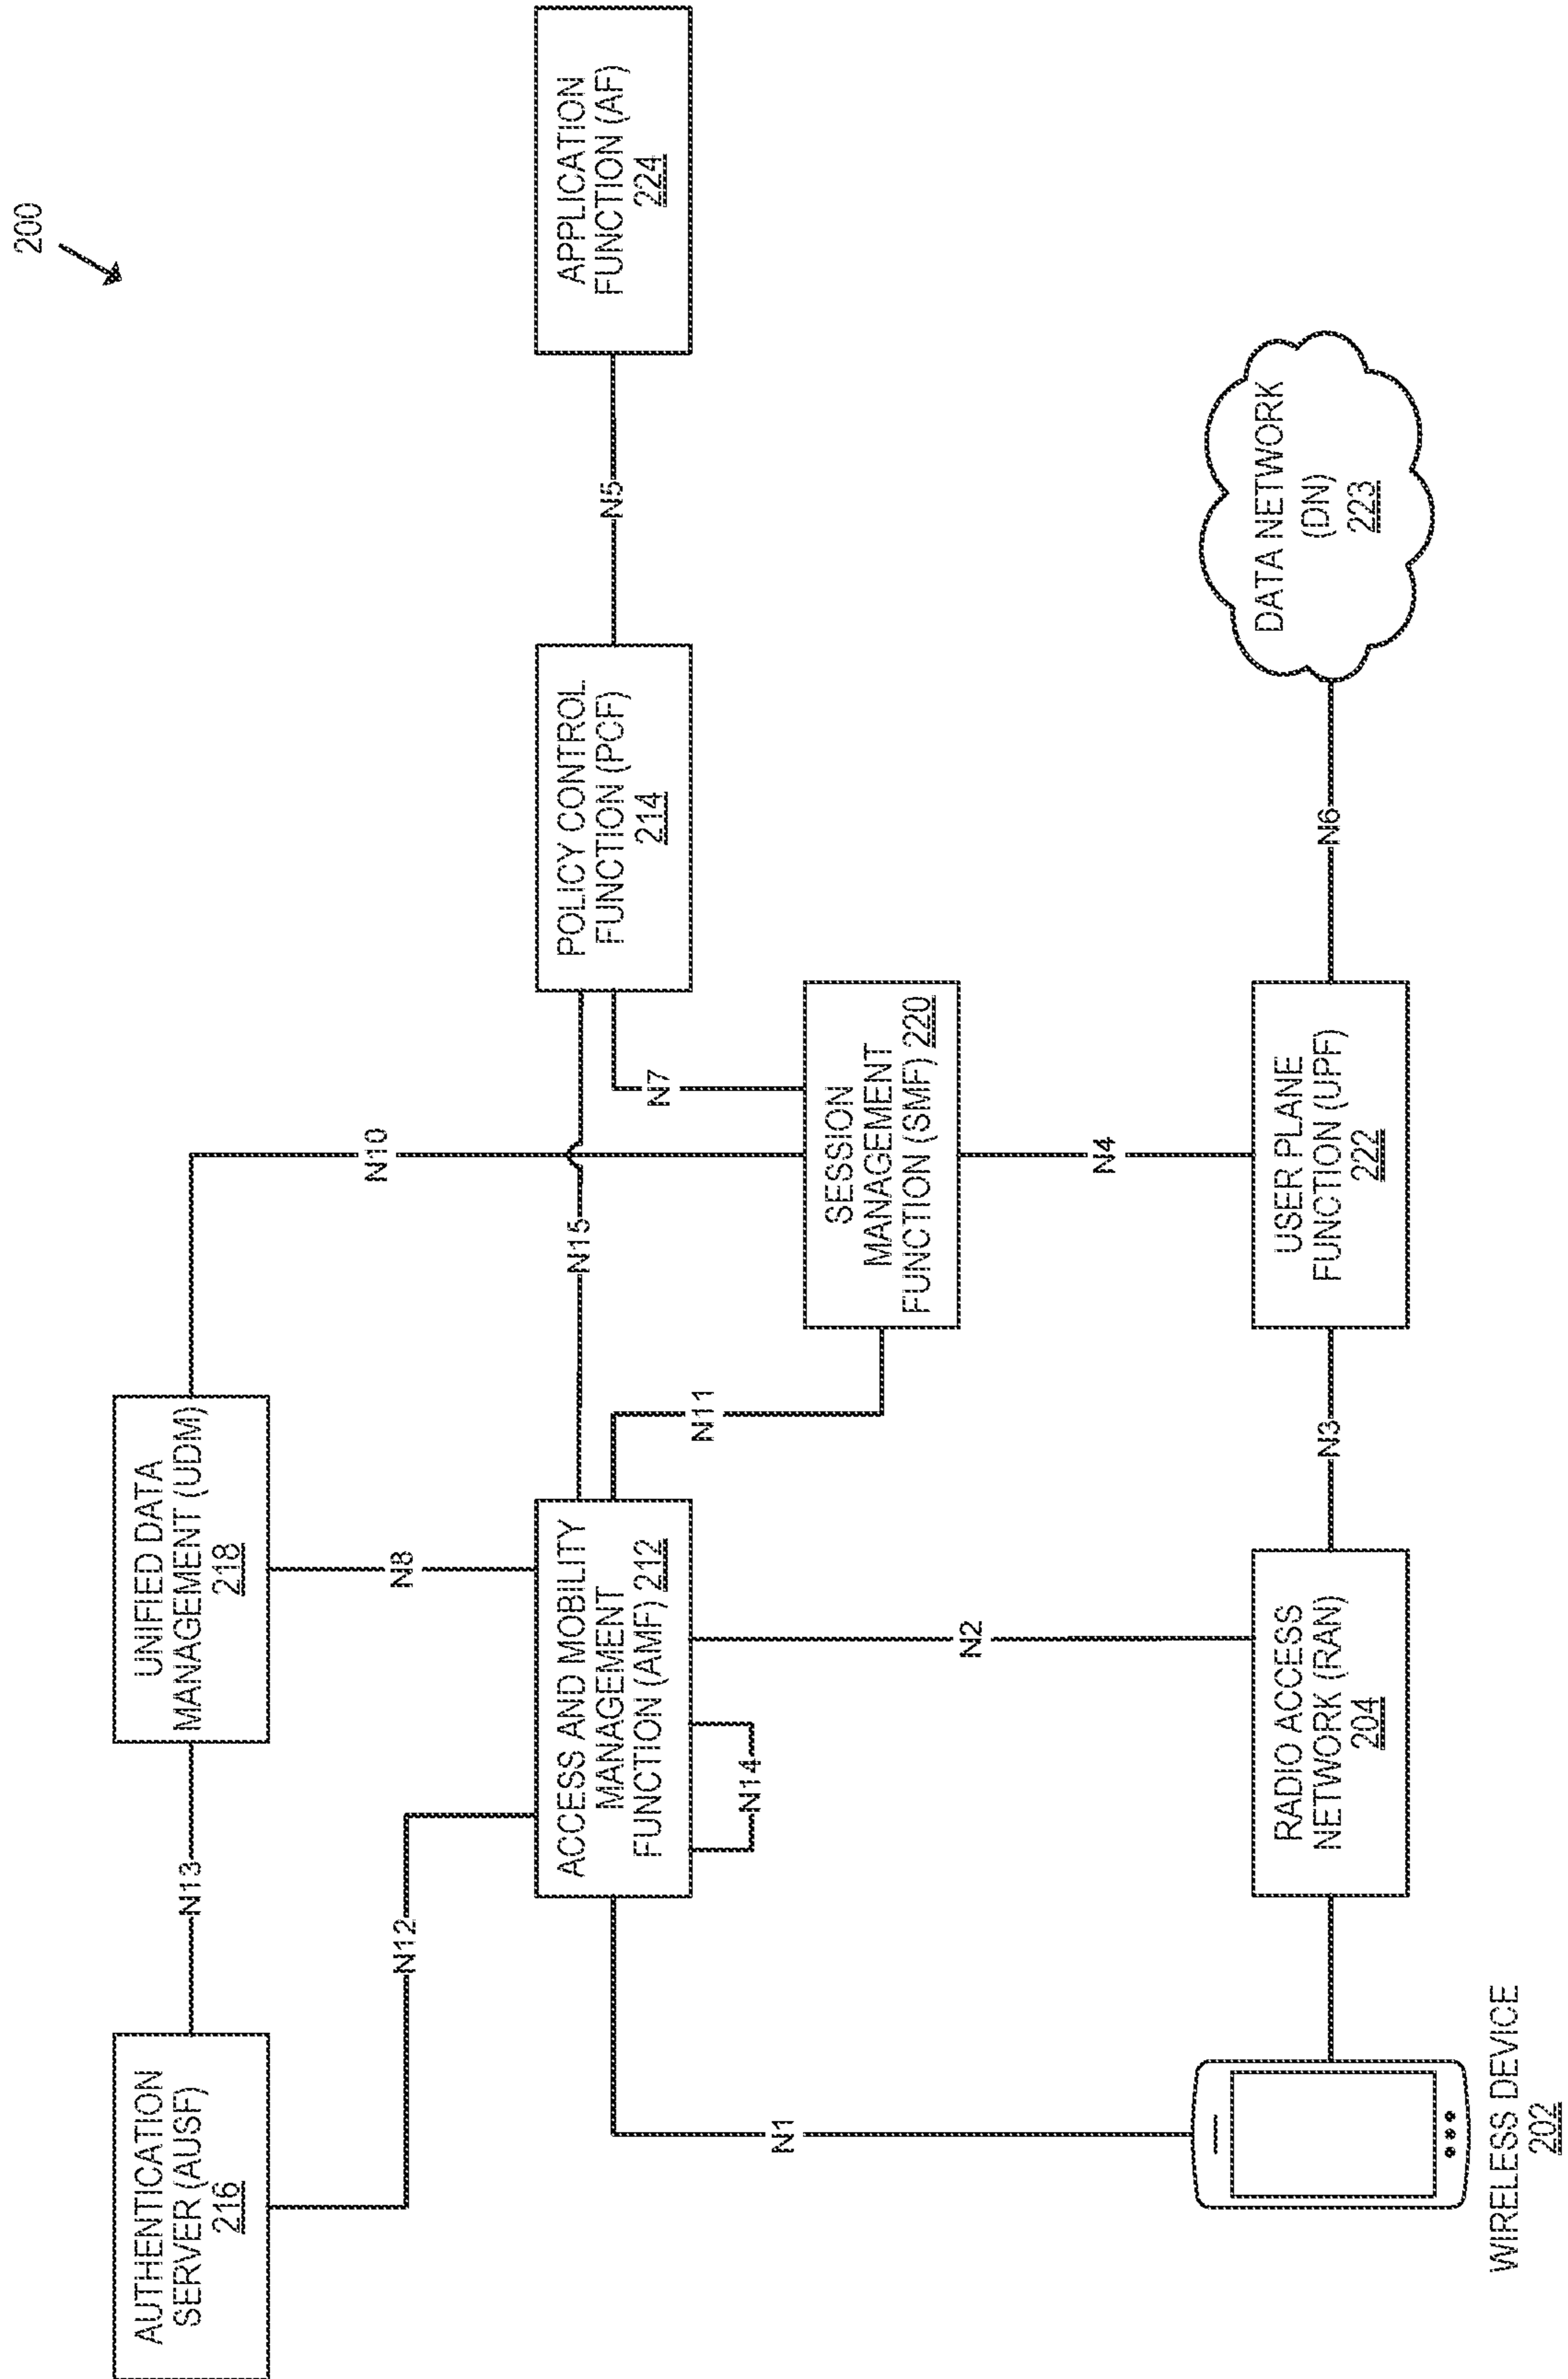 200
AUTHENTICATION
SERVER (AUSF)
216
N13
UNIFIED DATA
MANAGEMENT (UDM)
218
N12
N8
N10
ACCESS AND MOBILITY
MANAGEMENT
FUNCTION (AMF) 212
N15
POLICY CONTROL
FUNCTION (PCF)
214
N5
APPLICATION
FUNCTION (AF)
224
N14
N11
N7
SESSION
MANAGEMENT
FUNCTION (SMF) 220
N1
N2
N4
WIRELESS DEVICE
202
RADIO ACCESS
NETWORK (RAN)
204
N3
USER PLANE
FUNCTION (UPF)
222
N6
DATA NETWORK
(DN)
223